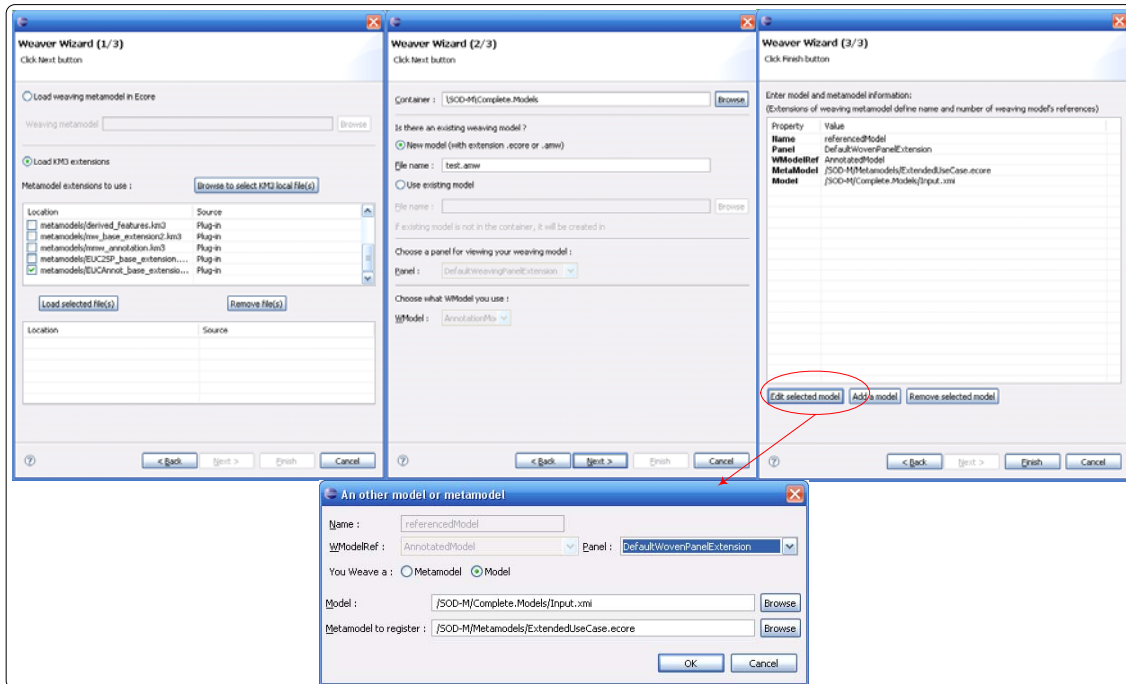 Weaver Wizard (1/3)
Click Next button
Load weaving metamodel in Ecore
Weaving metamodel
Browse
Load KM3 extensions
Metamodel extensions to use :
Browse to select KM3 local file(s)
Location Source
metamodels/derived_features.km3 Plug-in
metamodels/mw_base_extension2.km3 Plug-in
metamodels/mmw_annotation.km3 Plug-in
metamodels/EUC2SP_base_extension.... Plug-in
metamodels/EUCAnnot_base_extensio... Plug-in
Load selected file(s) Remove file(s)
Location Source
< Back Next > Finish Cancel
Weaver Wizard (2/3)
Click Next button
Container : \SOD-M\Complete.Models Browse
Is there an existing weaving model ?
New model (with extension .ecore or .amw)
File name : test.amw
Use existing model
File name : Browse
if existing model is not in the container, it will be created in
Choose a panel for viewing your weaving model :
Panel : DefaultWeavingPanelExtension
Choose what WModel you use :
WModel : AnnotationMo
< Back Next > Finish Cancel
Weaver Wizard (3/3)
Click Finish button
Enter model and metamodel information:
(Extensions of weaving metamodel define name and number of weaving model's references)
Property Value
Name referencedModel
Panel DefaultWovenPanelExtension
WModelRef AnnotatedModel
MetaModel /SOD-M/Metamodels/ExtendedUseCase.ecore
Model /SOD-M/Complete.Models/Input.xmi
Edit selected model Add a model Remove selected model
< Back Next > Finish Cancel
An other model or metamodel
Name : referencedModel
WModelRef : AnnotatedModel Panel : DefaultWovenPanelExtension
You Weave a : Metamodel Model
Model : /SOD-M/Complete.Models/Input.xmi Browse
Metamodel to register : /SOD-M/Metamodels/ExtendedUseCase.ecore Browse
OK Cancel